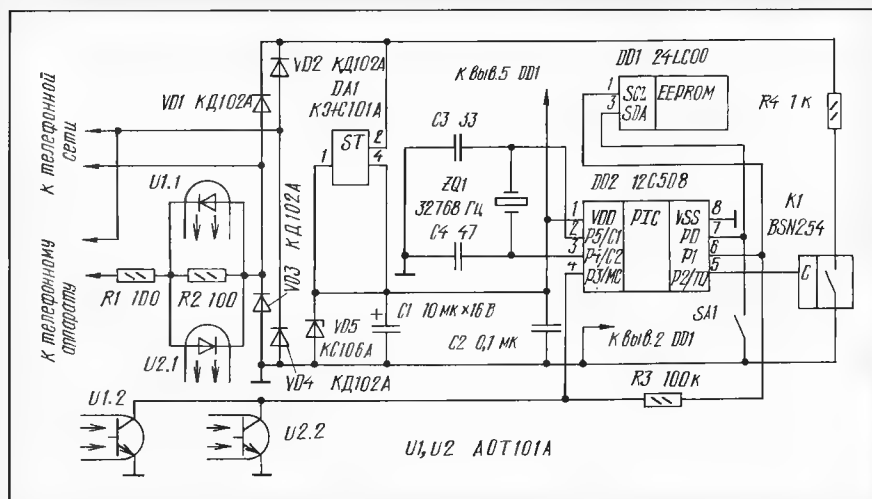 VD2 КД102А
VD1 КД102А
DA1
КЭНС101А
ST
1
2
4
К телефонной
сети
К телефонному
аппарату
U1.1
R1 100
R2 100
U2.1
VD3
КД102А
VD4
КД102А
VD5
КС106А
+
C1 10 мк×16 В
C2 0,1 мк
C3 33
ZQ1
32768 Гц
C4 47
К выв.5 DD1
DD1 24LC00
1
3
SCL
SDA
EEPROM
R4 1 к
DD2 12C508
1
2
3
4
VDD
P5/C1
P4/C2
P3/MC
PIC
VSS
P0
P1
P2/T0
8
7
6
5
K1
BSN254
C
SA1
К выв.2 DD1
R3 100к
U1.2
U2.2
U1, U2 АОТ101А